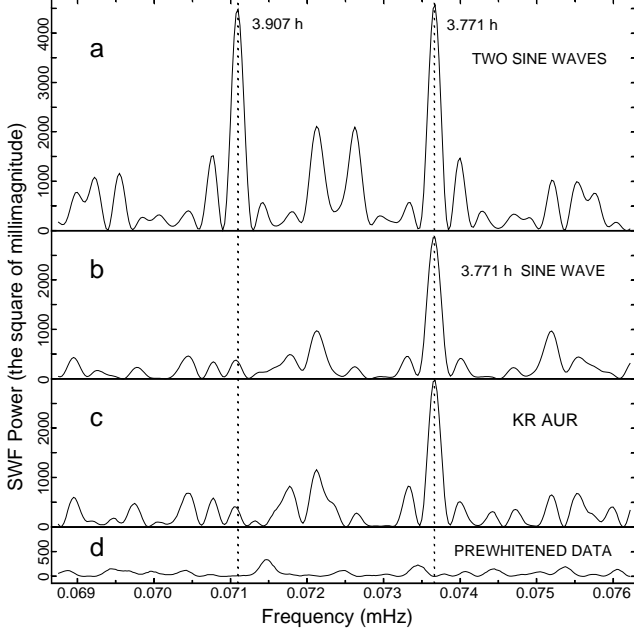 a
3.907 h
3.771 h
TWO SINE WAVES
0 1000 2000 3000 4000
b
3.771 h SINE WAVE
0 1000 2000
c
KR AUR
0 1000 2000
d
PREWHITENED DATA
0 500
SWF Power (the square of millimagnitude)
0.069 0.070 0.071 0.072 0.073 0.074 0.075 0.076
Frequency (mHz)